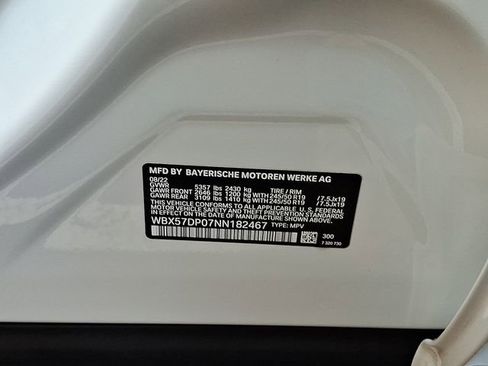 MFD BY BAYERISCHE MOTOREN WERKE AG
08/22
GVWR 5357 lbs 2430 kg TIRE / RIM
GAWR FRONT 2646 lbs 1200 kg WITH 245/50 R19 /7.5Jx19
GAWR REAR 3109 lbs 1410 kg WITH 245/50 R19 /7.5Jx19
THIS VEHICLE CONFORMS TO ALL APPLICABLE FEDERAL
MOTOR VEHICLE SAFETY AND THEFT PREVENTION STANDARDS
IN EFFECT ON THE DATE OF MANUFACTURE SHOWN ABOVE.
WBX57DP07NN182467 TYPE: MPV
300
7 320 730